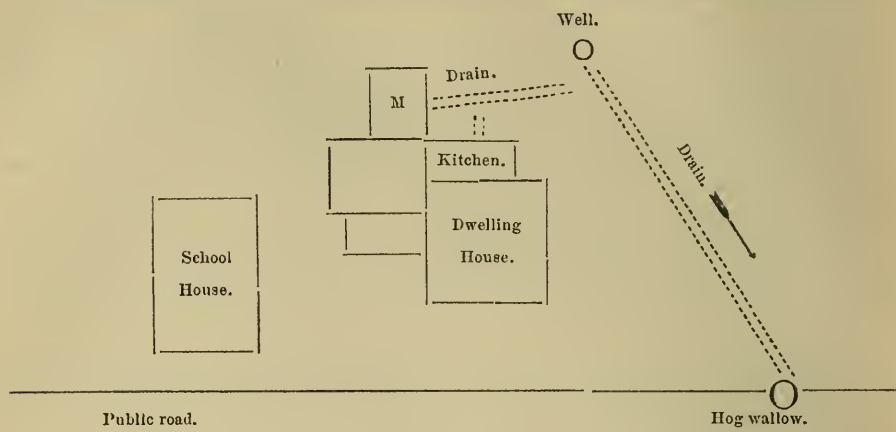 Well.
Drain.
M
Kitchen.
Drain.
Dwelling
House.
School
House.
Public road.
Hog wallow.